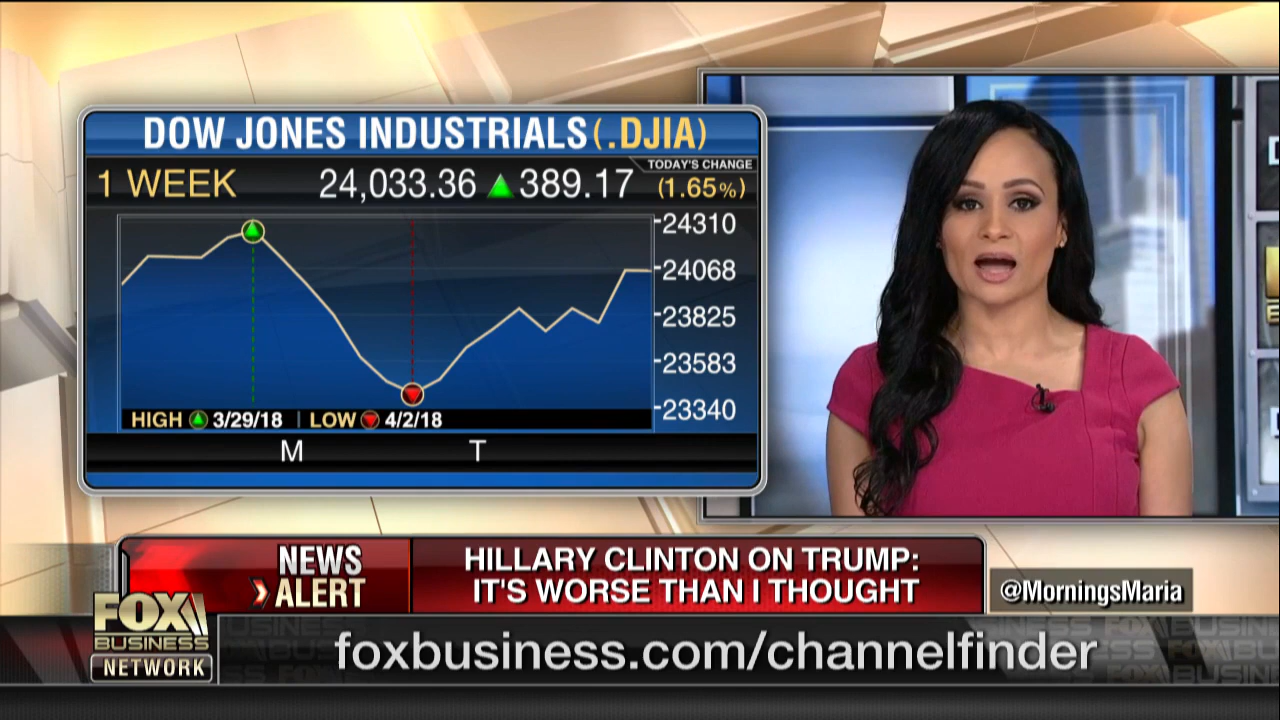 DOW JONES INDUSTRIALS(.DJIA)
TODAY'S CHANGE
1 WEEK 24,033.36 389.17 (1.65%)
24310
24068
23825
23583
23340
HIGH 3/29/18 | LOW 4/2/18
M T
NEWS
ALERT
HILLARY CLINTON ON TRUMP:
IT'S WORSE THAN I THOUGHT
@MorningsMaria
FOX
BUSINESS
NETWORK
foxbusiness.com/channelfinder